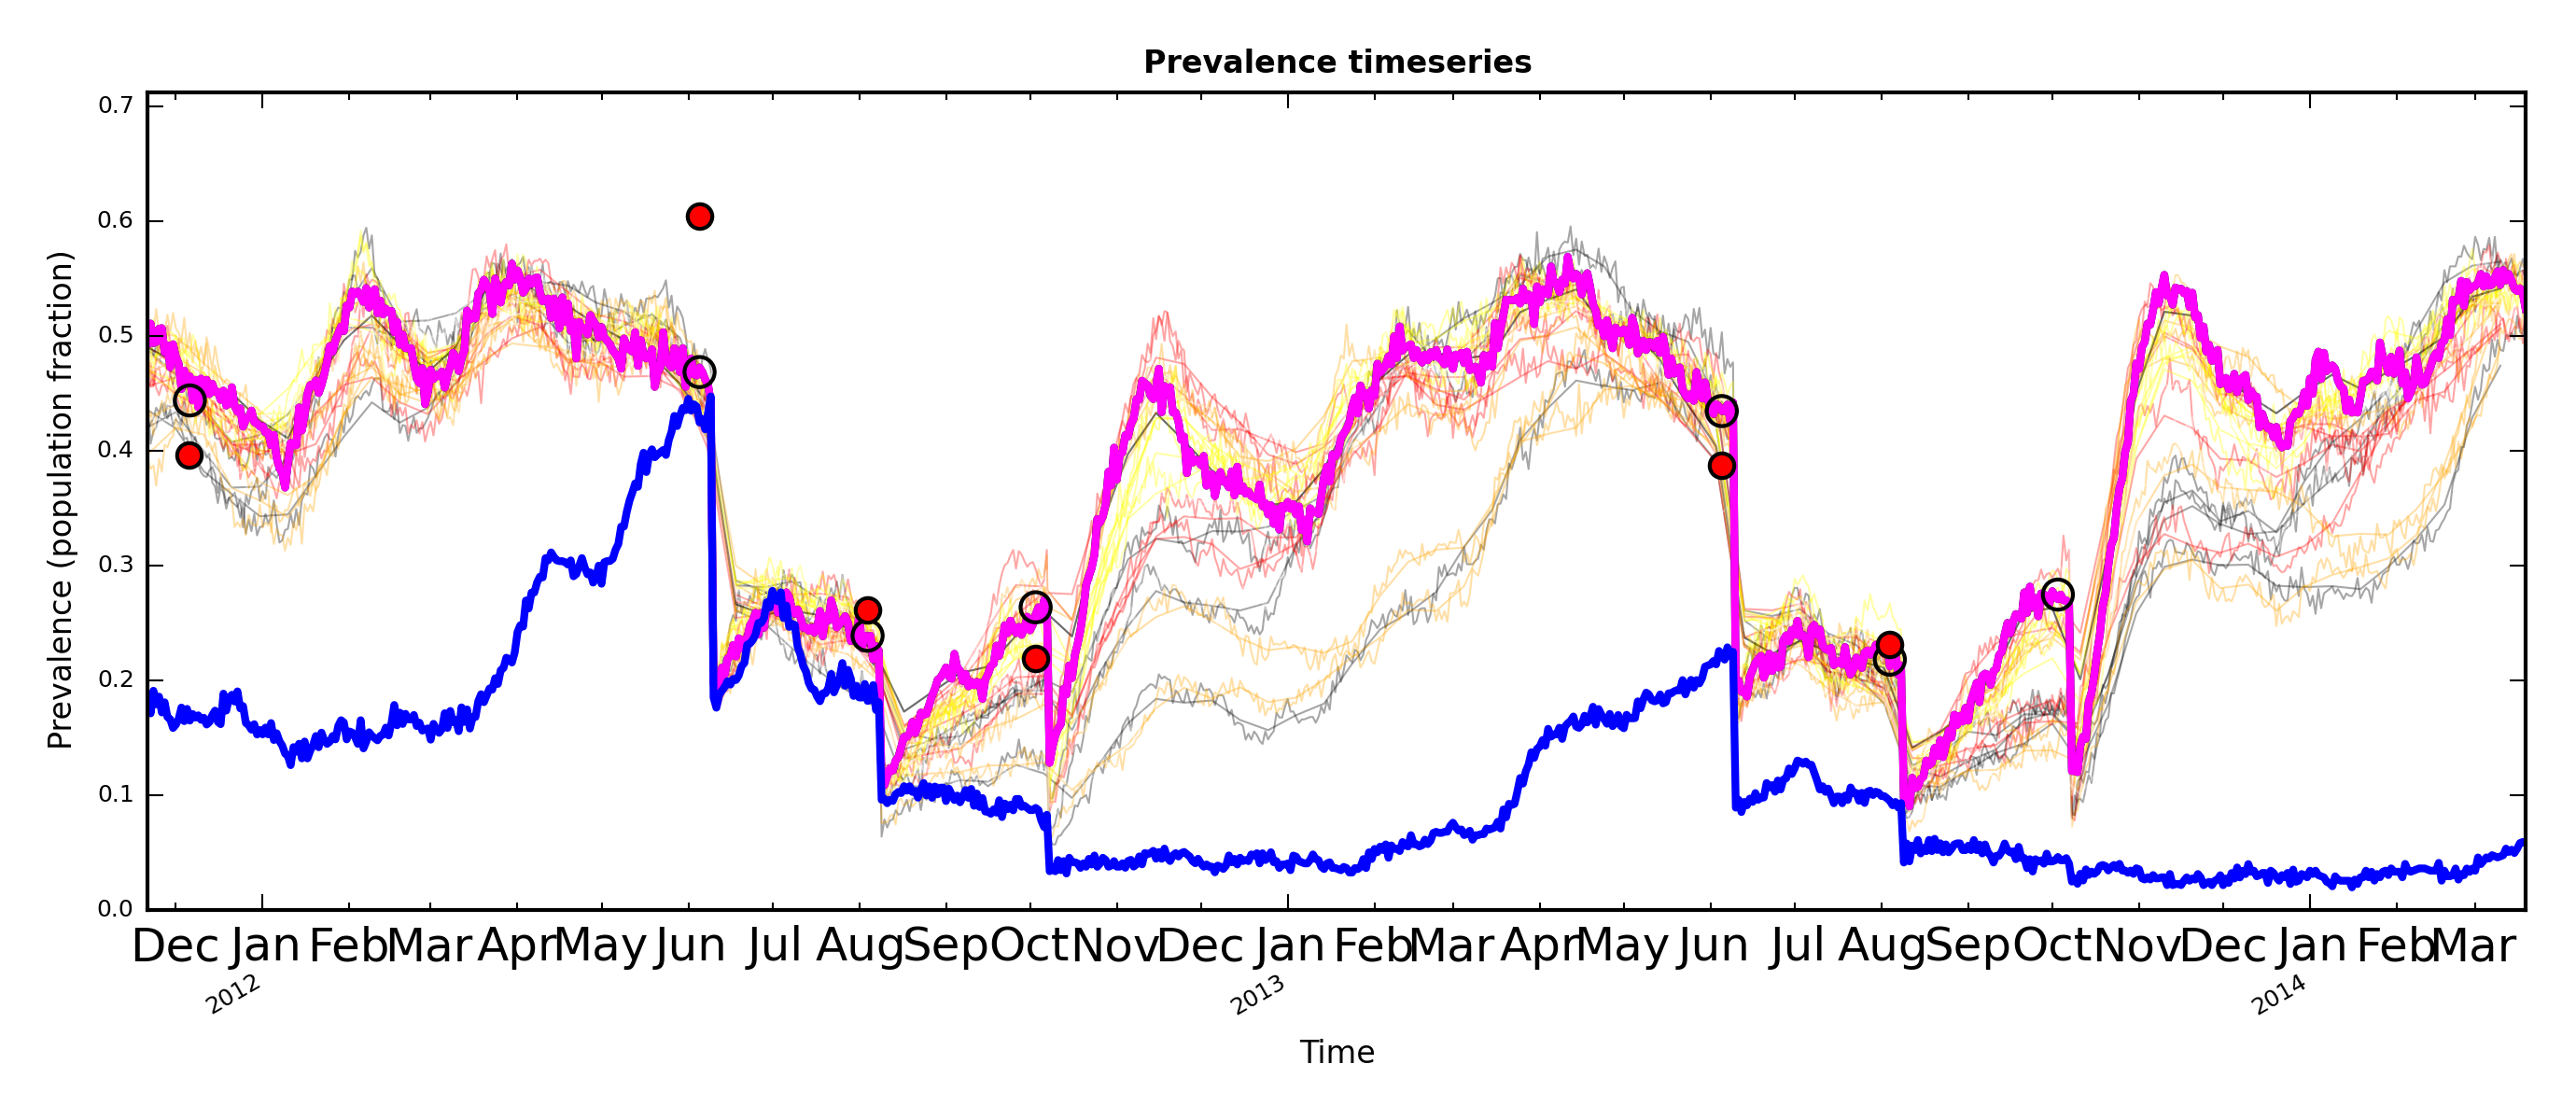 Prevalence timeseries
0.7
0.6
0.5
0.4
0.3
0.2
0.1
0.0
Prevalence (population fraction)
Dec Jan Feb Mar Apr May Jun Jul Aug Sep Oct Nov Dec Jan Feb Mar Apr May Jun Jul Aug Sep Oct Nov Dec Jan Feb Mar
2012 2013 2014
Time